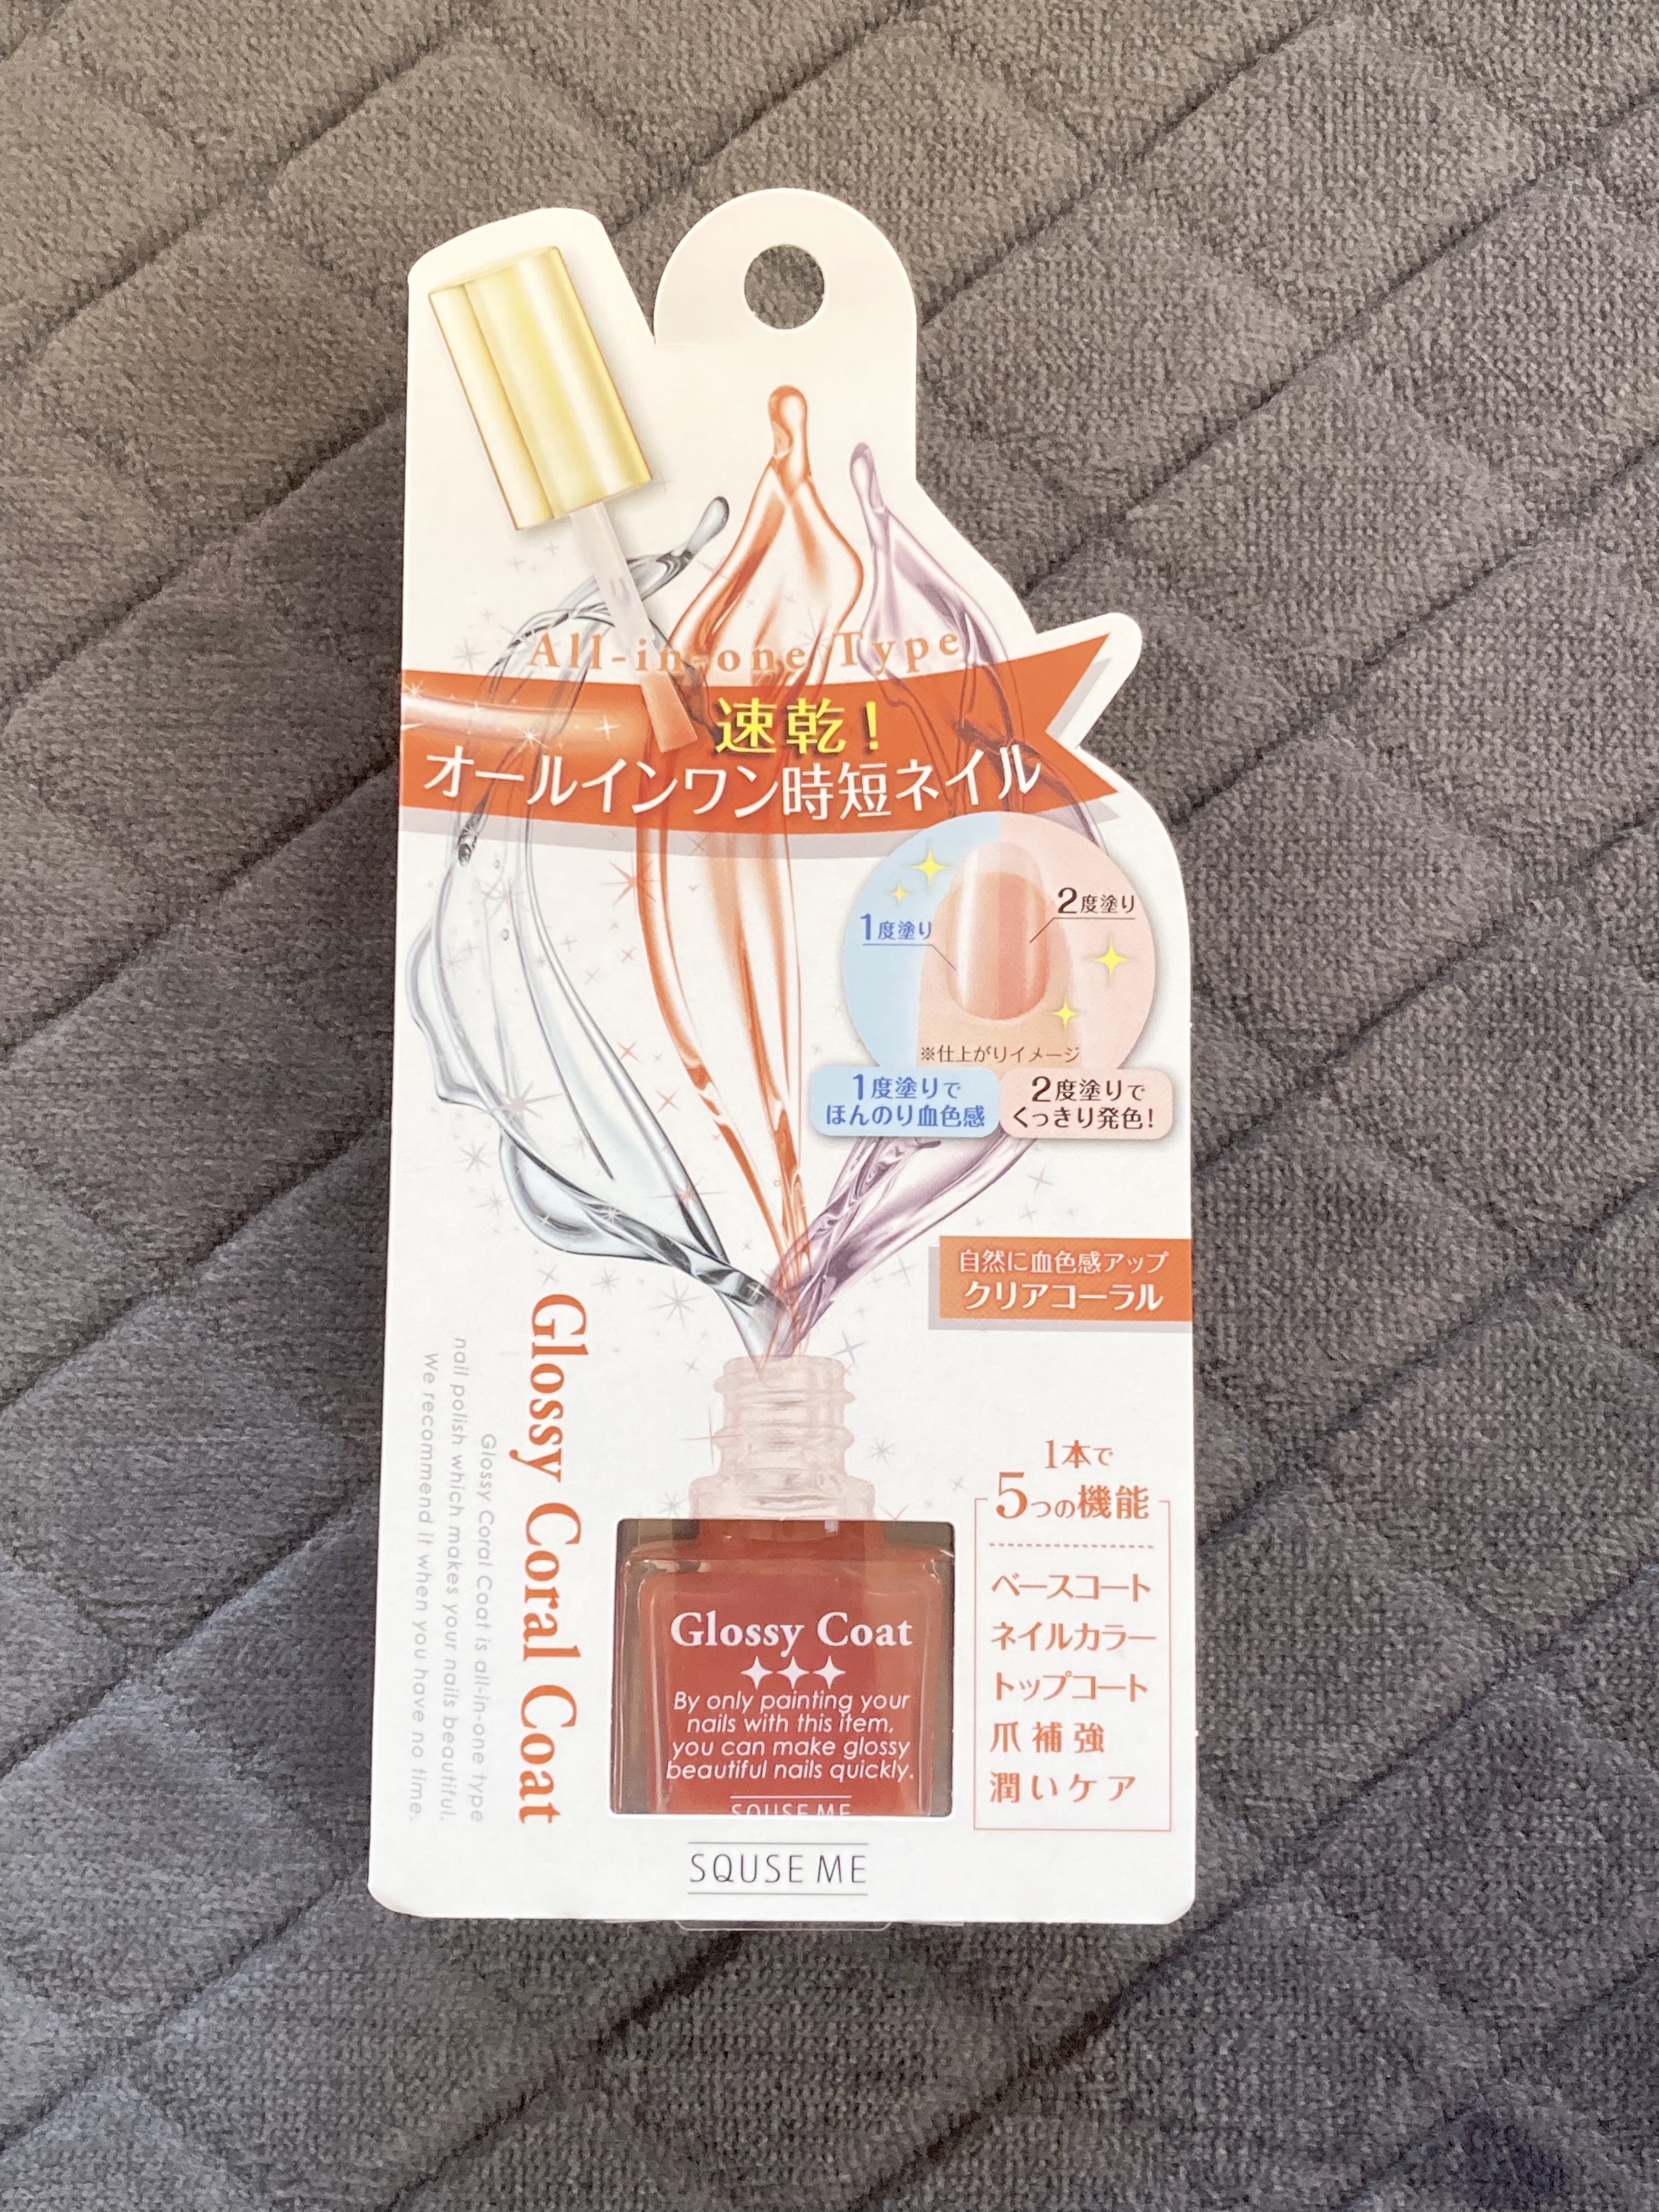 All-in-one Type
速乾!
オールインワン時短ネイル
1度塗り
2度塗り
※仕上がりイメージ
1度塗りで
ほんのり血色感
2度塗りで
くっきり発色!
自然に血色感アップ
クリアコーラル
Glossy Coral Coat
Glossy Coral Coat is all-in-one type
nail polish which makes your nails beautiful.
We recommend it when you have no time.
1本で
5つの機能
ベースコート
ネイルカラー
トップコート
爪補強
潤いケア
Glossy Coat
By only painting your
nails with this item,
you can make glossy
beautiful nails quickly.
SQUSE ME
SQUSE ME